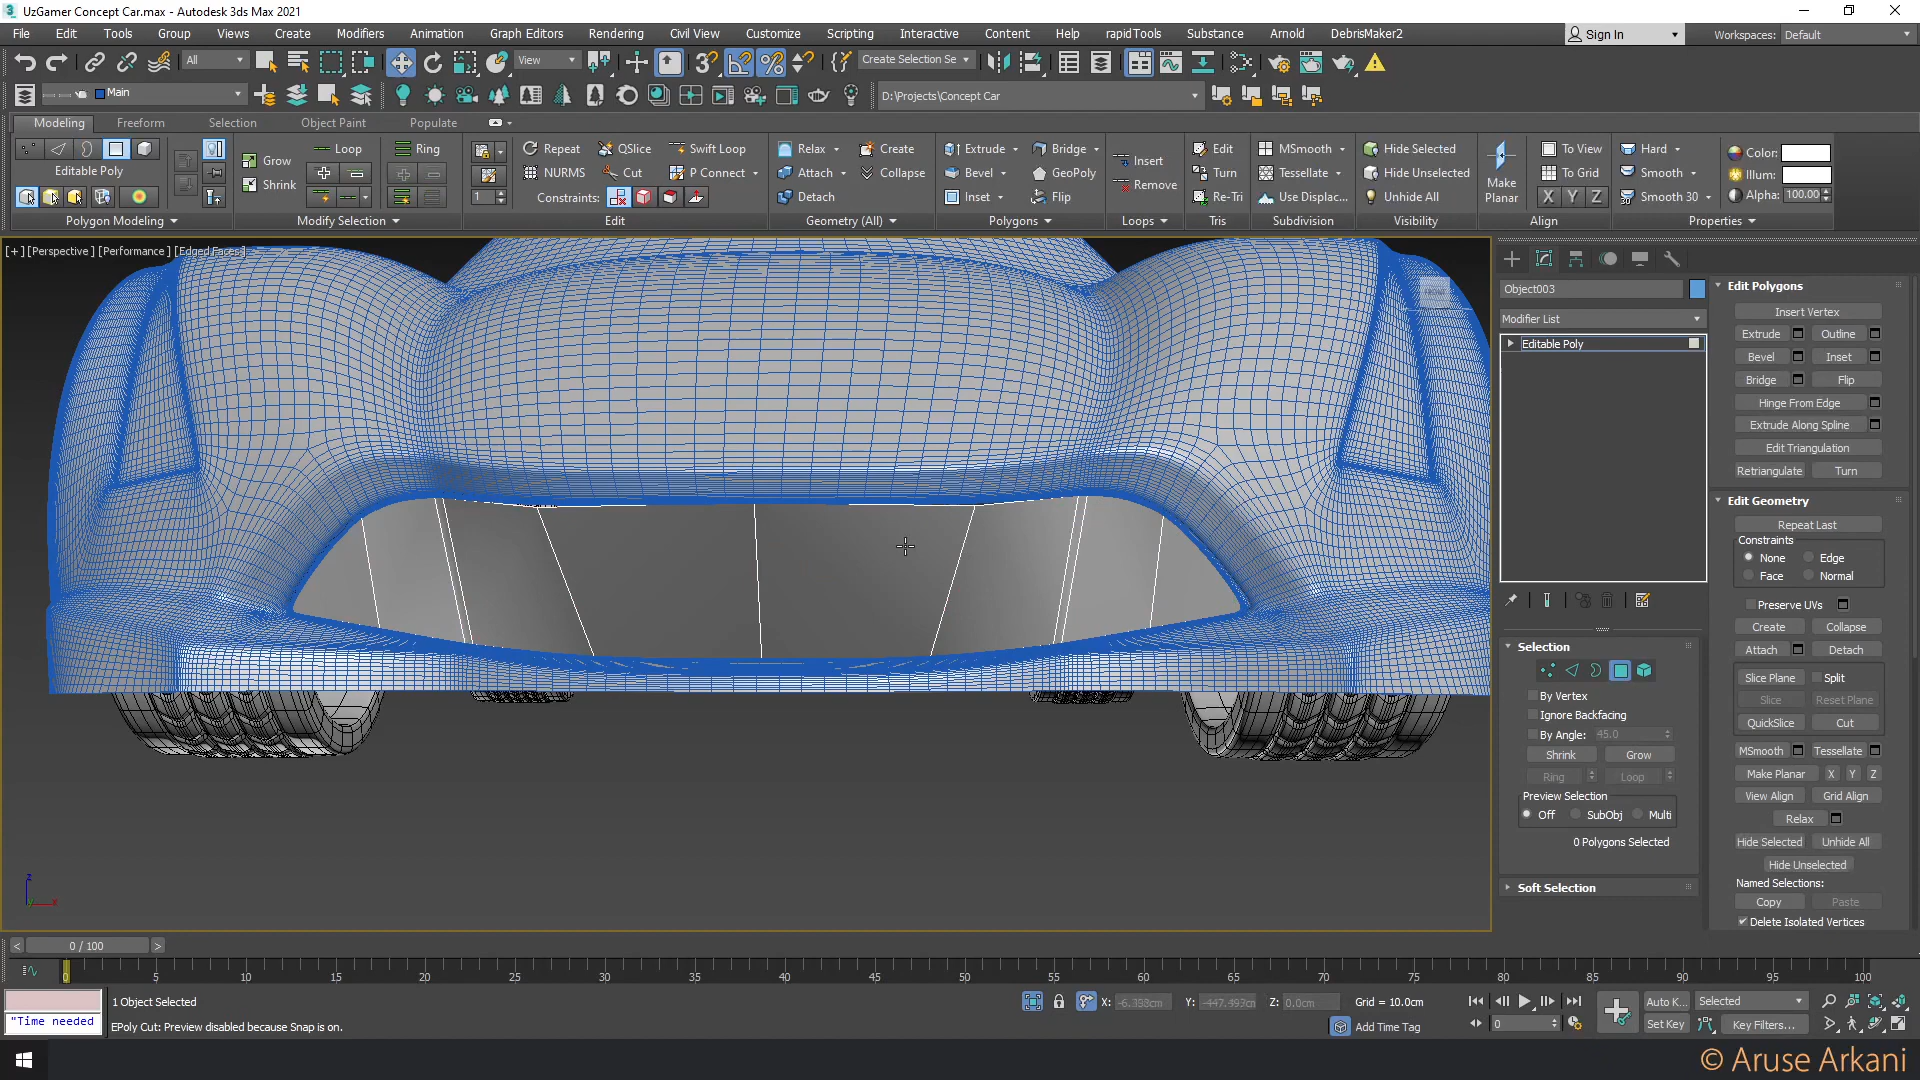 UzGamer Concept Car.max - Autodesk 3ds Max 2021
File Edit Tools Group Views Create Modifiers Animation Graph Editors Rendering Civil View Customize Scripting Interactive Content Help rapidTools Substance Arnold DebrisMaker2 Sign In Workspaces: Default
All View 3 Create Selection Se
Main D:\Projects\Concept Car
Modeling Freeform Selection Object Paint Populate
Loop Ring Repeat QSlice Swift Loop Relax Create Extrude Bridge Insert Edit MSmooth Hide Selected To View Hard Color:
Editable Poly Grow Shrink NURMS Cut P Connect Attach Collapse Bevel GeoPoly Remove Turn Tessellate Hide Unselected Make Planar To Grid Smooth Illum:
1 Constraints: Detach Inset Flip Re-Tri Use Displac... Unhide All X Y Z Smooth 30 Alpha: 100.00
Polygon Modeling Modify Selection Edit Geometry (All) Polygons Loops Tris Subdivision Visibility Align Properties
[+] [Perspective ] [Performance ] [Edged Faces]
Object003
Modifier List
Editable Poly
Selection
By Vertex
Ignore Backfacing
By Angle: 45.0
Shrink Grow
Ring Loop
Preview Selection
Off SubObj Multi
0 Polygons Selected
Soft Selection
Edit Polygons
Insert Vertex
Extrude Outline
Bevel Inset
Bridge Flip
Hinge From Edge
Extrude Along Spline
Edit Triangulation
Retriangulate Turn
Edit Geometry
Repeat Last
Constraints
None Edge
Face Normal
Preserve UVs
Create Collapse
Attach Detach
Slice Plane Split
Slice Reset Plane
QuickSlice Cut
MSmooth Tessellate
Make Planar X Y Z
View Align Grid Align
Relax
Hide Selected Unhide All
Hide Unselected
Named Selections:
Copy Paste
Delete Isolated Vertices
z x
< 0 / 100 >
0 5 10 15 20 25 30 35 40 45 50 55 60 65 70 75 80 85 90 95 100
1 Object Selected X: -6.398cm Y: -447.493cm Z: 0.0cm Grid = 10.0cm Auto K... Selected
"Time needed EPoly Cut: Preview disabled because Snap is on. Add Time Tag 0 Set Key Key Filters...
© Aruse Arkani